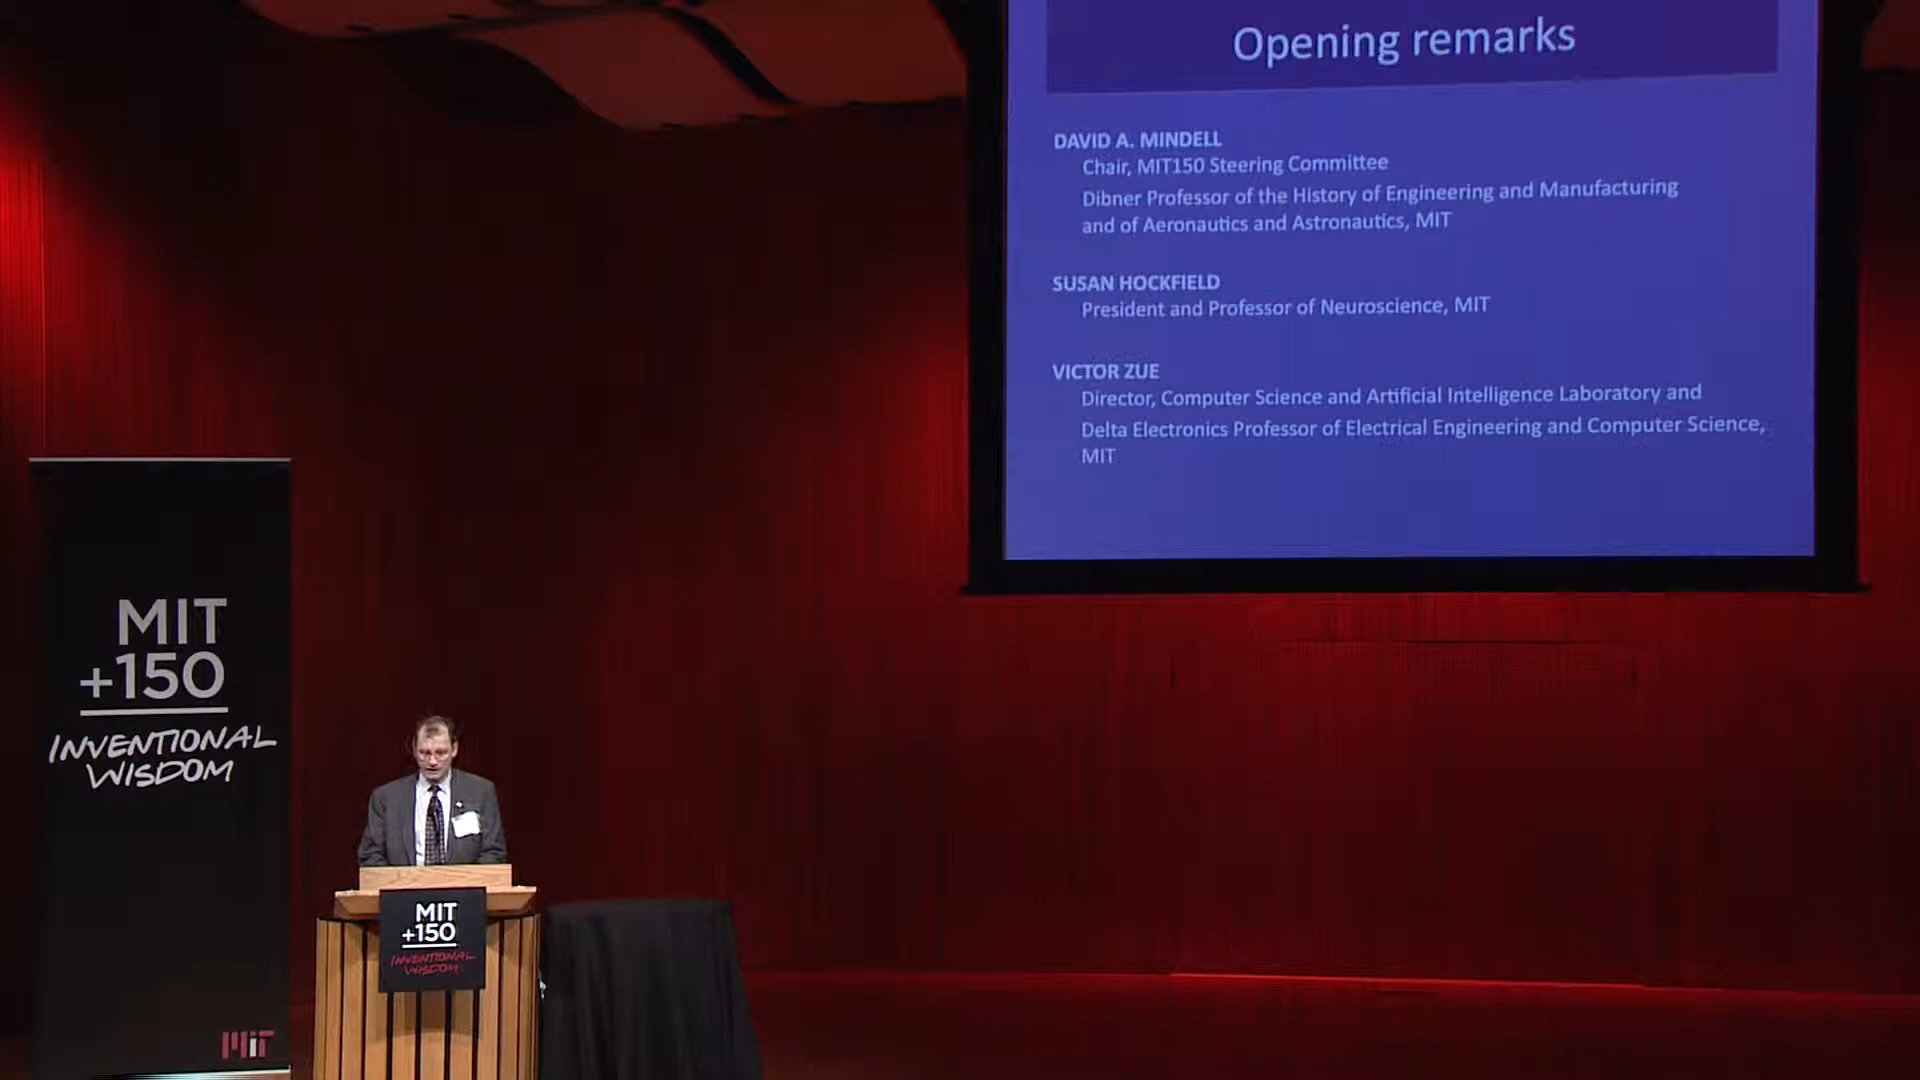 Opening remarks
DAVID A. MINDELL
Chair, MIT150 Steering Committee
Dibner Professor of the History of Engineering and Manufacturing
and of Aeronautics and Astronautics, MIT
SUSAN HOCKFIELD
President and Professor of Neuroscience, MIT
VICTOR ZUE
Director, Computer Science and Artificial Intelligence Laboratory and
Delta Electronics Professor of Electrical Engineering and Computer Science,
MIT
MIT
+150
INVENTIONAL
WISDOM
MIT
MIT
+150
INVENTIONAL
WISDOM